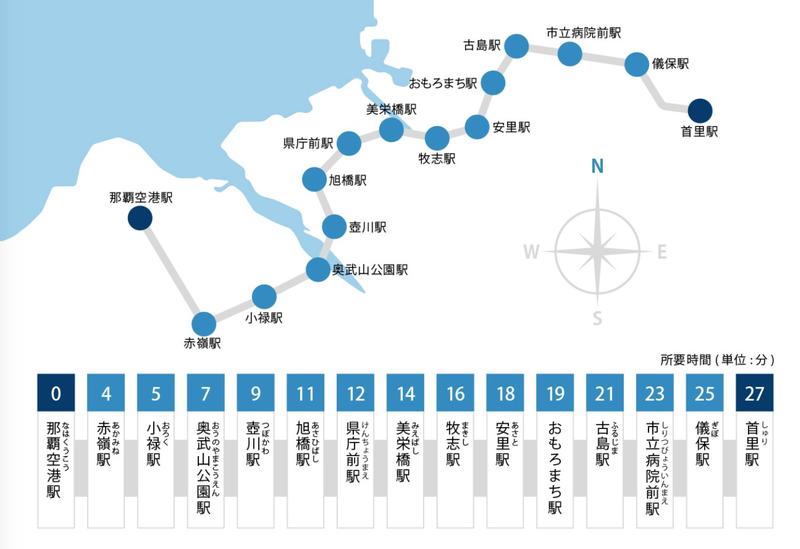 市立病院前駅
古島駅
儀保駅
おもろまち駅
美栄橋駅
首里駅
安里駅
県庁前駅
牧志駅
N
旭橋駅
那覇空港駅
壺川駅
W
E
奥武山公園駅
小禄駅
S
赤嶺駅
所要時間 ( 単位 : 分 )
0
4
5
7
9
11
12
14
16
18
19
21
23
25
27
なはくうこう
那覇空港駅
あかみね
赤嶺駅
おろく
小禄駅
おうのやまこうえん
奥武山公園駅
つぼがわ
壺川駅
あさひばし
旭橋駅
けんちょうまえ
県庁前駅
みえばし
美栄橋駅
まきし
牧志駅
あさと
安里駅
おもろまち駅
ふるじま
古島駅
しりつびょういんまえ
市立病院前駅
ぎぼ
儀保駅
しゅり
首里駅